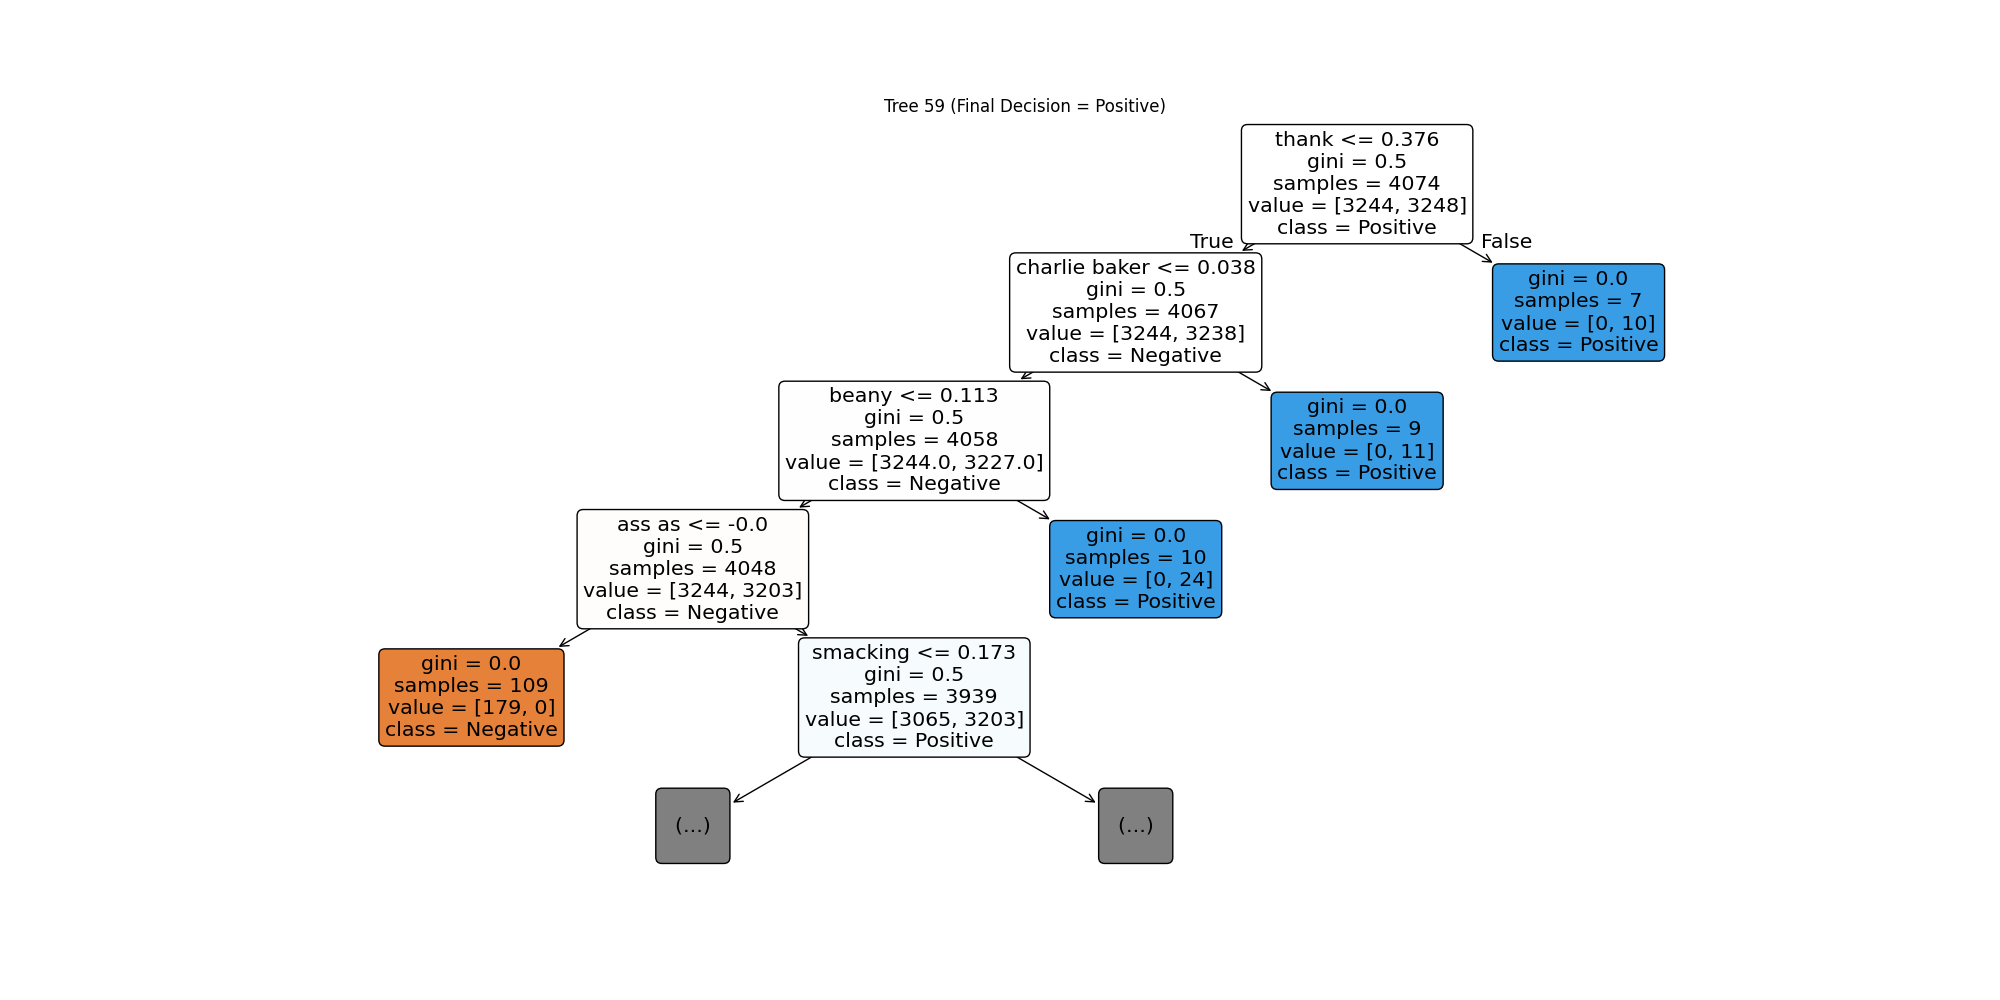 Tree 59 (Final Decision = Positive)
thank <= 0.376
gini = 0.5
samples = 4074
value = [3244, 3248]
class = Positive
True
False
charlie baker <= 0.038
gini = 0.5
samples = 4067
value = [3244, 3238]
class = Negative
gini = 0.0
samples = 7
value = [0, 10]
class = Positive
beany <= 0.113
gini = 0.5
samples = 4058
value = [3244.0, 3227.0]
class = Negative
gini = 0.0
samples = 9
value = [0, 11]
class = Positive
ass as <= -0.0
gini = 0.5
samples = 4048
value = [3244, 3203]
class = Negative
gini = 0.0
samples = 10
value = [0, 24]
class = Positive
gini = 0.0
samples = 109
value = [179, 0]
class = Negative
smacking <= 0.173
gini = 0.5
samples = 3939
value = [3065, 3203]
class = Positive
(...)
(...)